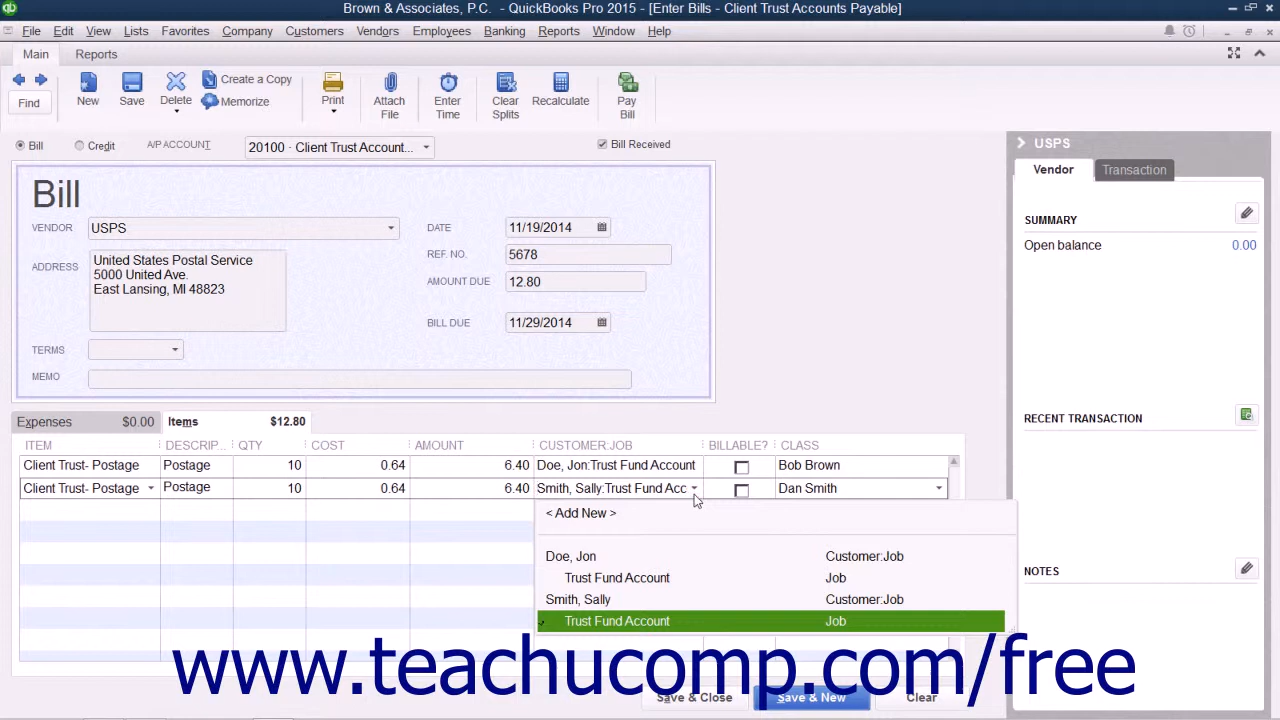 Brown & Associates, P.C. - QuickBooks Pro 2015 - [Enter Bills - Client Trust Accounts Payable]
File Edit View Lists Favorites Company Customers Vendors Employees Banking Reports Window Help
Main Reports
Find
New
Save
Delete
Create a Copy
Memorize
Print
Attach File
Enter Time
Clear Splits
Recalculate
Pay Bill
Bill Credit A/P ACCOUNT 20100 · Client Trust Account... Bill Received
Bill
VENDOR USPS
ADDRESS United States Postal Service
5000 United Ave.
East Lansing, MI 48823
TERMS
MEMO
DATE 11/19/2014
REF. NO. 5678
AMOUNT DUE 12.80
BILL DUE 11/29/2014
Expenses $0.00 Items $12.80
ITEM DESCRIP... QTY COST AMOUNT CUSTOMER:JOB BILLABLE? CLASS
Client Trust- Postage Postage 10 0.64 6.40 Doe, Jon:Trust Fund Account Bob Brown
Client Trust- Postage Postage 10 0.64 6.40 Smith, Sally:Trust Fund Acc Dan Smith
< Add New >
Doe, Jon Customer:Job
Trust Fund Account Job
Smith, Sally Customer:Job
Trust Fund Account Job
USPS
Vendor Transaction
SUMMARY
Open balance 0.00
RECENT TRANSACTION
NOTES
www.teachucomp.com/free
Save & Close Save & New Clear